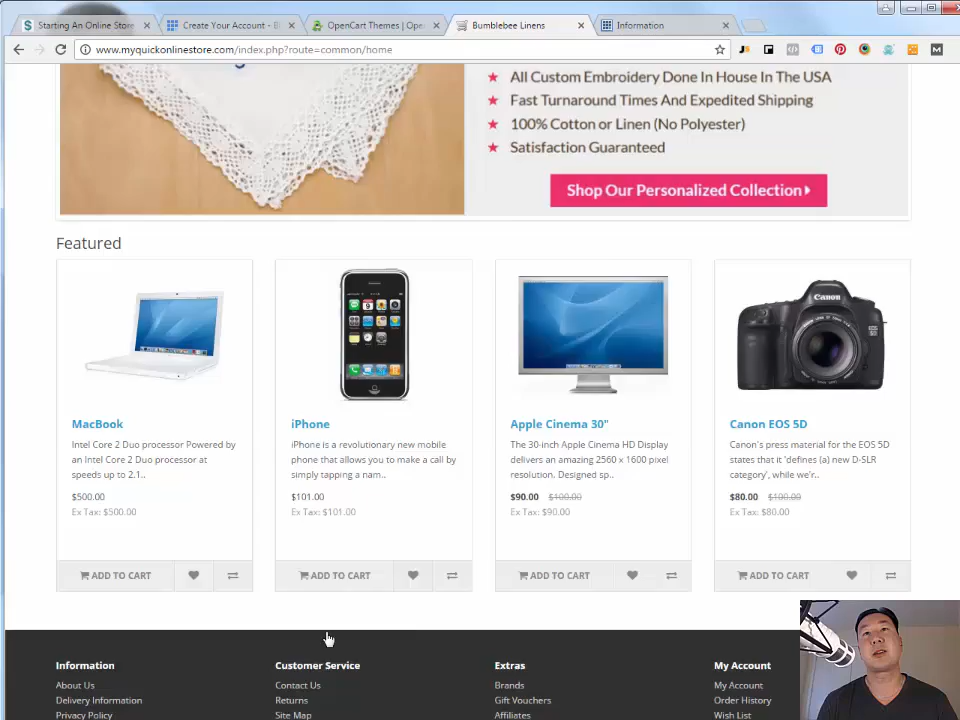 Starting An Online Store
Create Your Account - Bl
OpenCart Themes | Ope
Bumblebee Linens
Information
www.myquickonlinestore.com/index.php?route=common/home
All Custom Embroidery Done In House In The USA
Fast Turnaround Times And Expedited Shipping
100% Cotton or Linen (No Polyester)
Satisfaction Guaranteed
Shop Our Personalized Collection
Featured
Canon
MacBook
Intel Core 2 Duo processor Powered by
an Intel Core 2 Duo processor at
speeds up to 2.1..
$500.00
Ex Tax: $500.00
ADD TO CART
iPhone
iPhone is a revolutionary new mobile
phone that allows you to make a call by
simply tapping a nam..
$101.00
Ex Tax: $101.00
ADD TO CART
Apple Cinema 30"
The 30-inch Apple Cinema HD Display
delivers an amazing 2560 x 1600 pixel
resolution. Designed sp..
$90.00 $100.00
Ex Tax: $90.00
ADD TO CART
Canon EOS 5D
Canon's press material for the EOS 5D
states that it 'defines (a) new D-SLR
category', while we'r..
$80.00 $100.00
Ex Tax: $80.00
ADD TO CART
Information
About Us
Delivery Information
Privacy Policy
Customer Service
Contact Us
Returns
Site Map
Extras
Brands
Gift Vouchers
Affiliates
My Account
My Account
Order History
Wish List